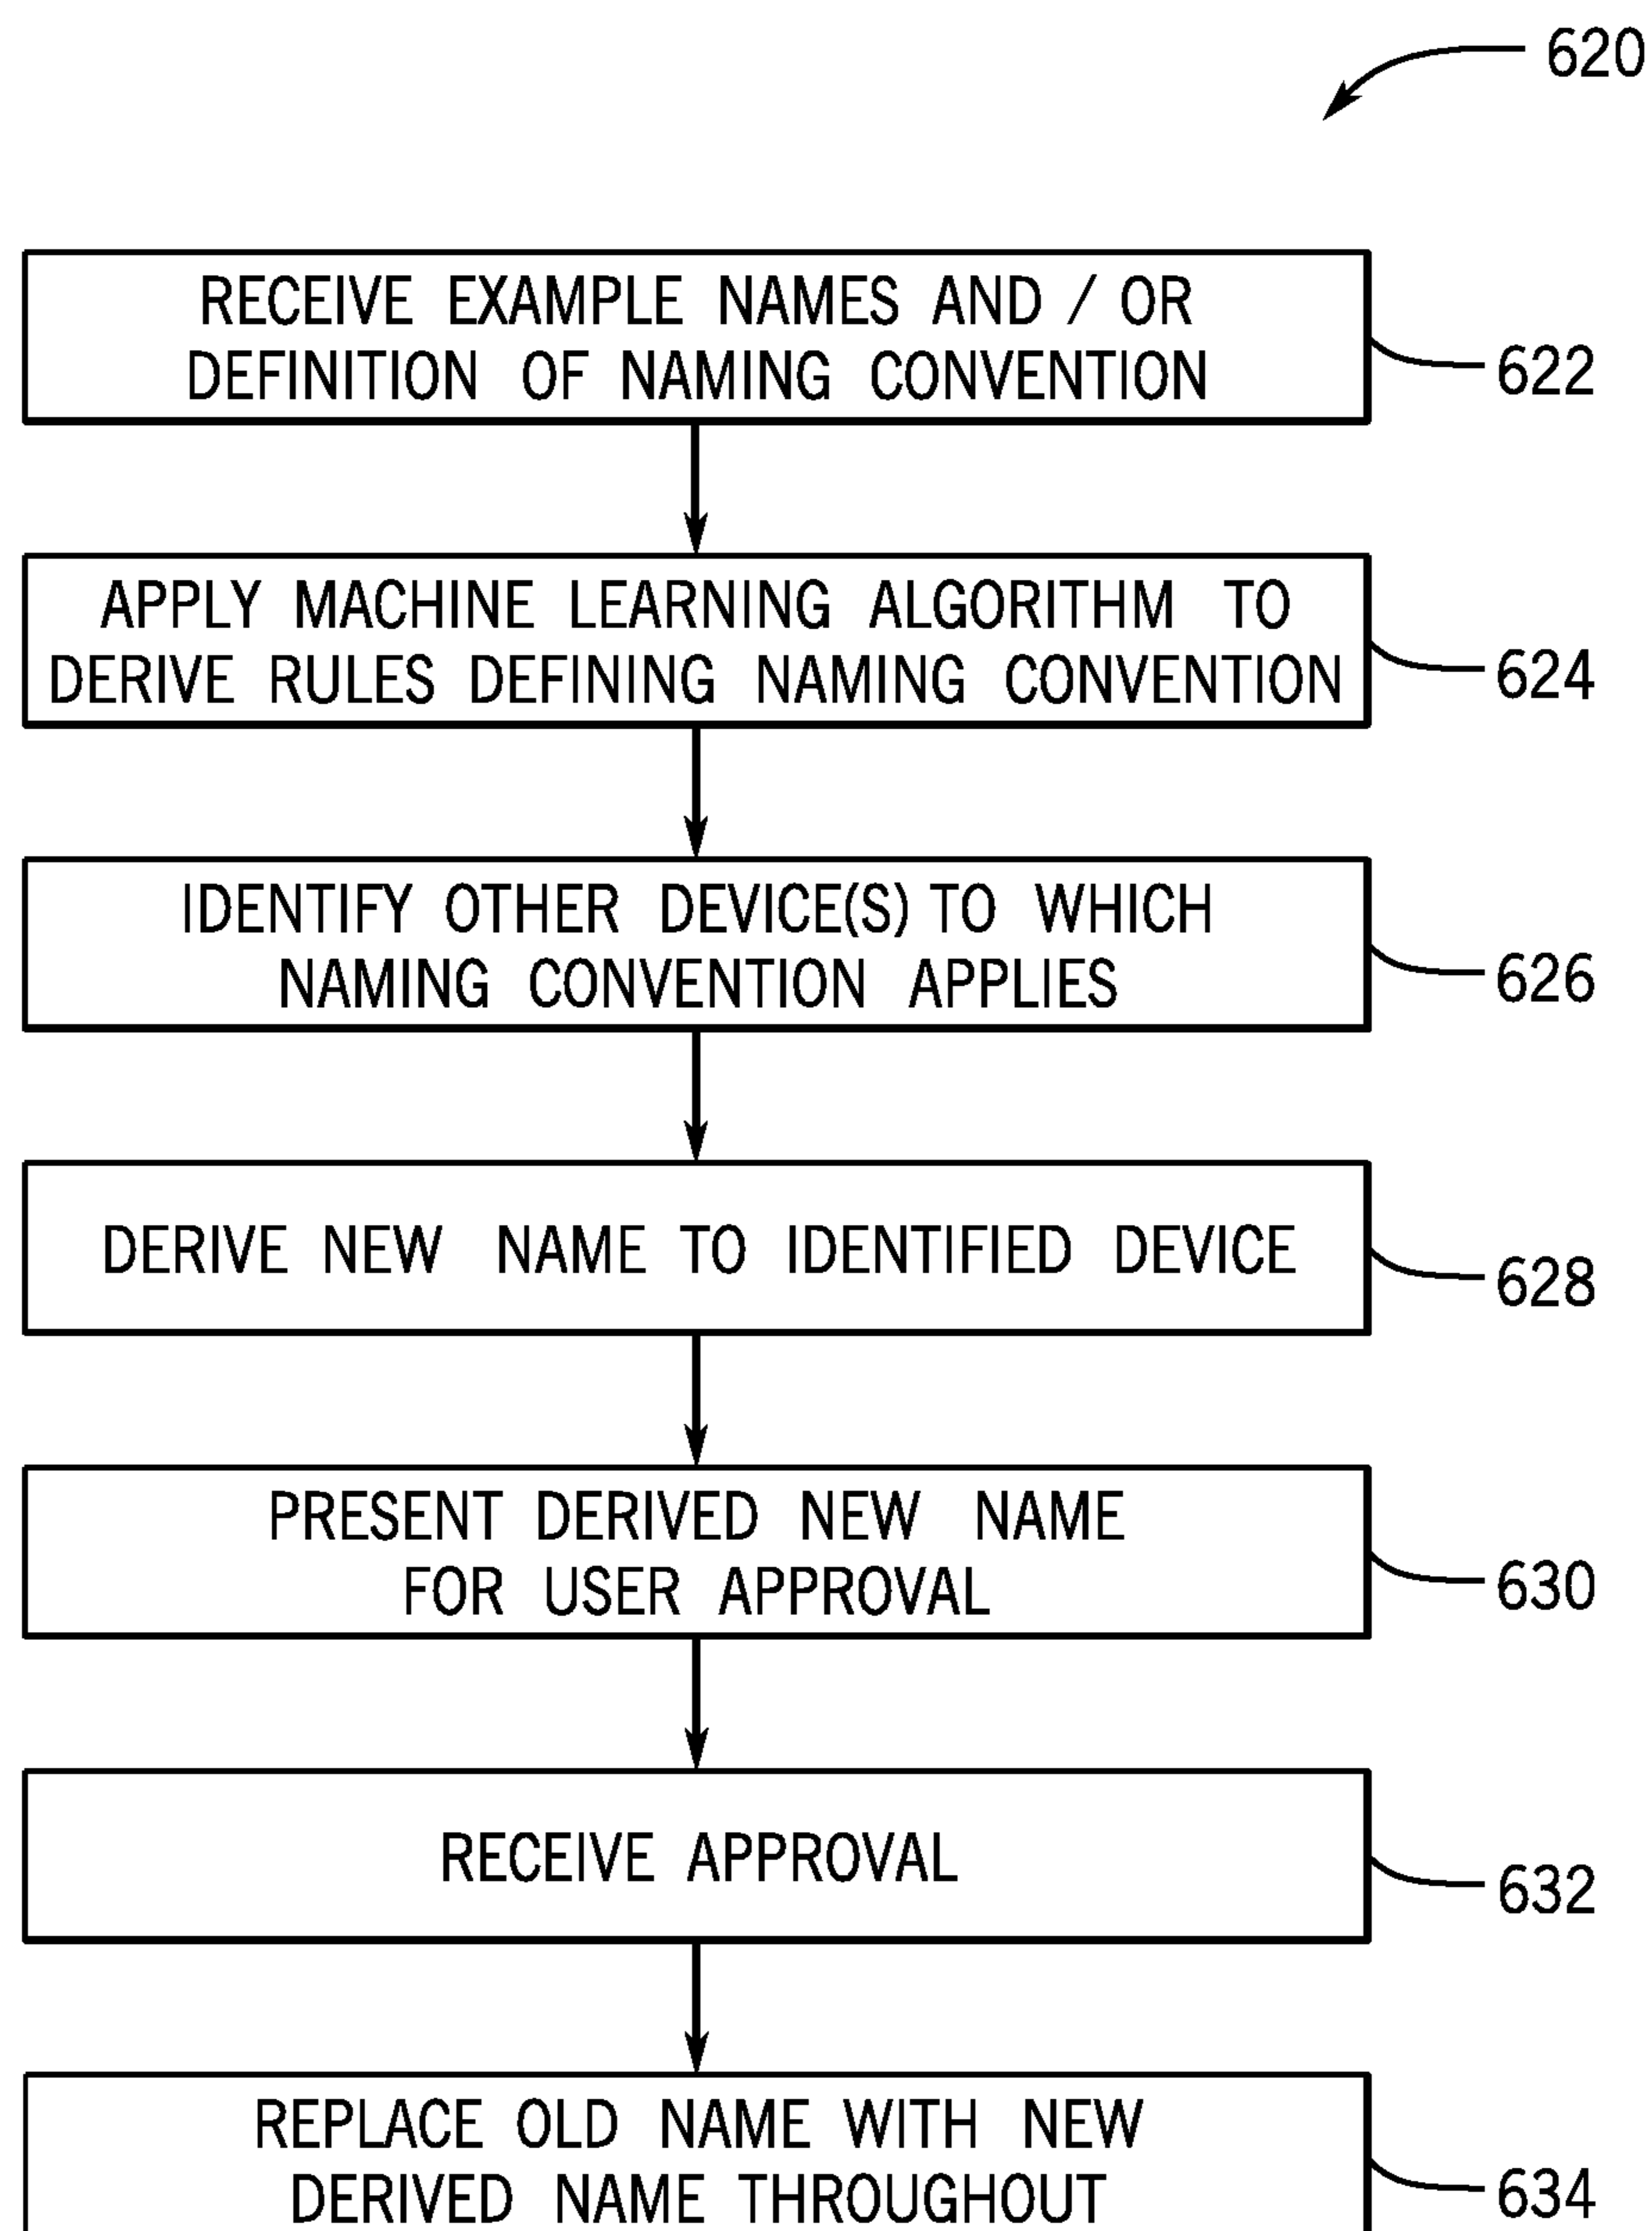 620
RECEIVE EXAMPLE NAMES AND / OR
DEFINITION OF NAMING CONVENTION
622
APPLY MACHINE LEARNING ALGORITHM TO
DERIVE RULES DEFINING NAMING CONVENTION
624
IDENTIFY OTHER DEVICE(S) TO WHICH
NAMING CONVENTION APPLIES
626
DERIVE NEW NAME TO IDENTIFIED DEVICE
628
PRESENT DERIVED NEW NAME
FOR USER APPROVAL
630
RECEIVE APPROVAL
632
REPLACE OLD NAME WITH NEW
DERIVED NAME THROUGHOUT
634